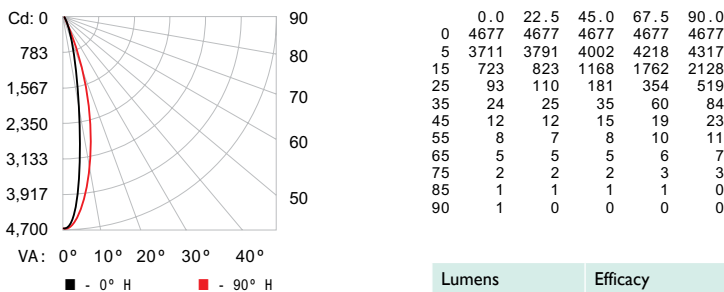 Cd: 0
783
1,567
2,350
3,133
3,917
4,700
90
80
70
60
50
VA: 0° 10° 20° 30° 40°
- 0° H - 90° H
0.0 22.5 45.0 67.5 90.0
0 4677 4677 4677 4677 4677
5 3711 3791 4002 4218 4317
15 723 823 1168 1762 2128
25 93 110 181 354 519
35 24 25 35 60 84
45 12 12 15 19 23
55 8 7 8 10 11
65 5 5 5 6 7
75 2 2 2 3 3
85 1 1 1 1 0
90 1 0 0 0 0
Lumens Efficacy